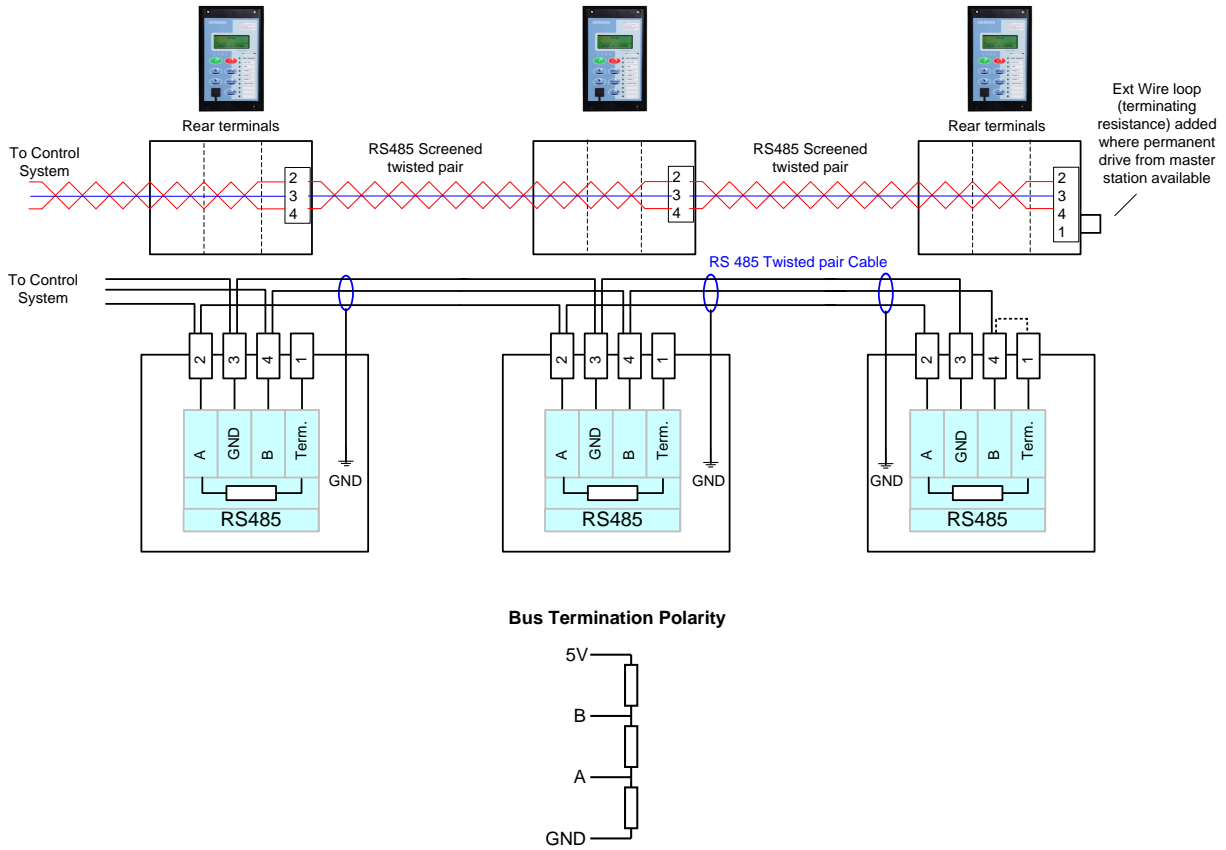 Rear terminals
Rear terminals
Ext Wire loop
(terminating
resistance) added
where permanent
drive from master
station available
To Control
System
RS485 Screened
twisted pair
RS485 Screened
twisted pair
2
3
4
2
3
4
2
3
4
1
To Control
System
RS 485 Twisted pair Cable
2
3
4
1
2
3
4
1
2
3
4
1
A
GND
B
Term.
A
GND
B
Term.
A
GND
B
Term.
GND
GND
GND
RS485
RS485
RS485
Bus Termination Polarity
5V
B
A
GND